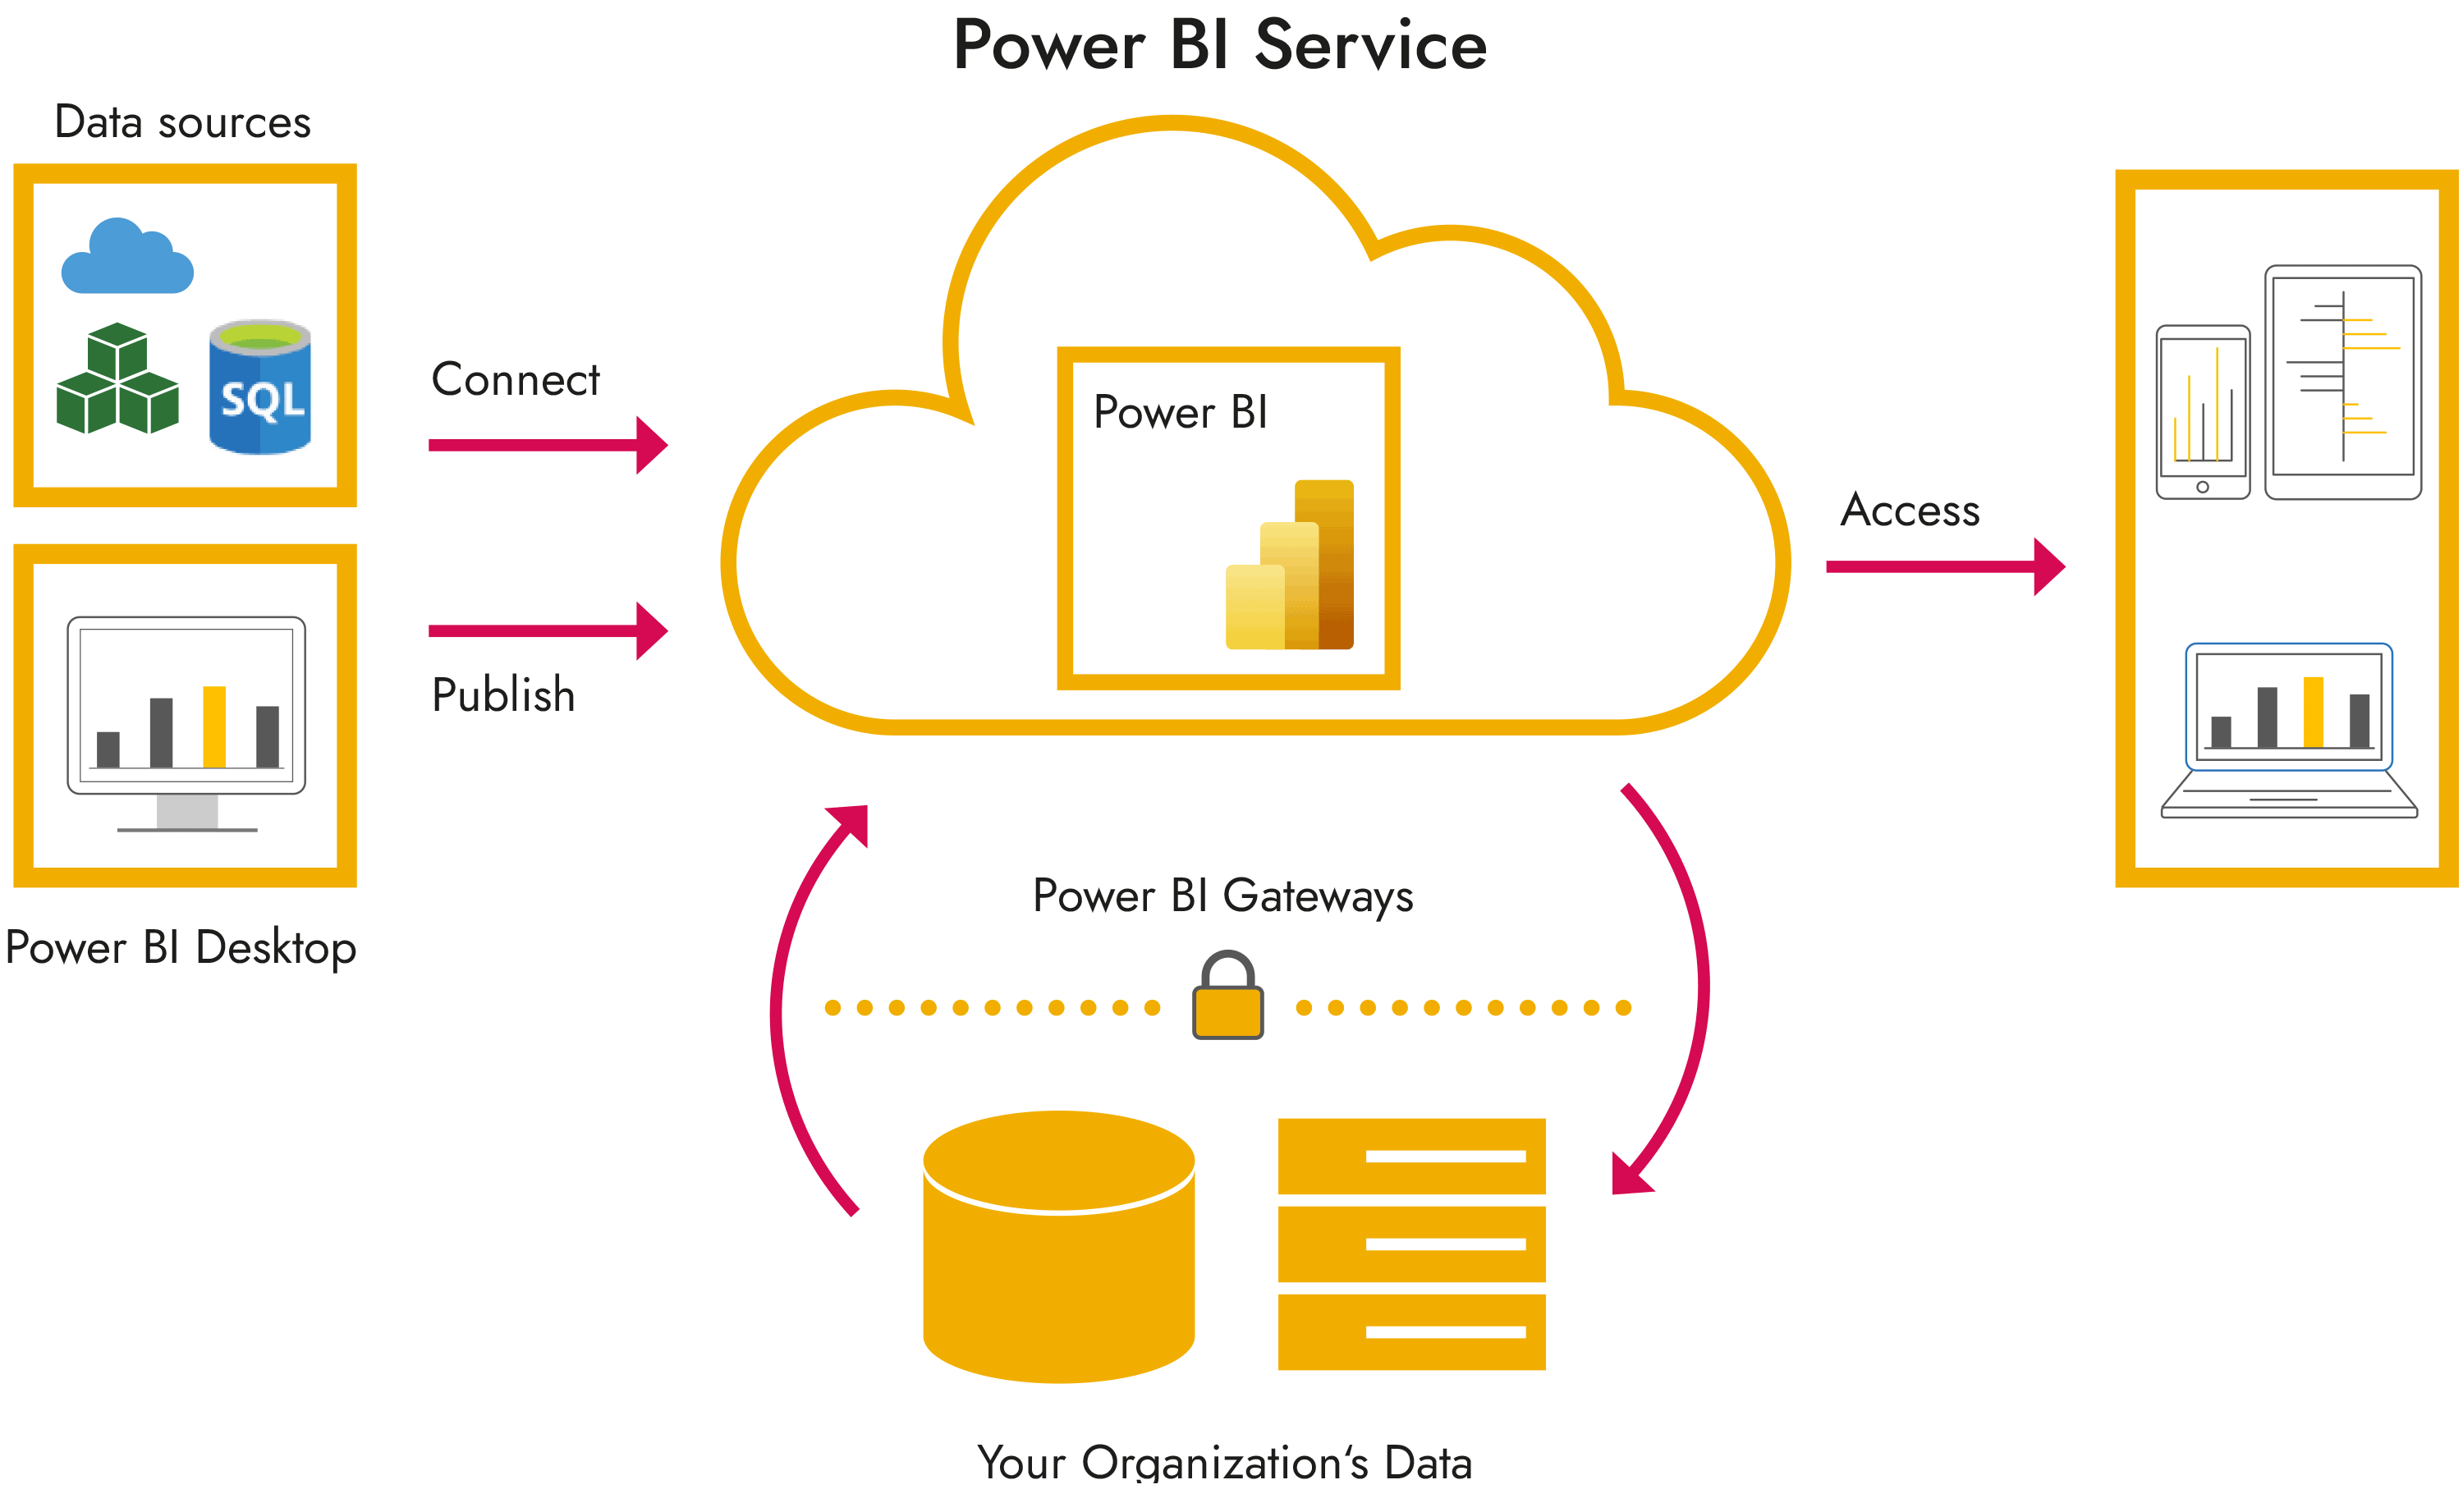 Power BI Service
Data sources
SQL
Connect
Power BI
Access
Publish
Power BI Desktop
Power BI Gateways
Your Organization‘s Data